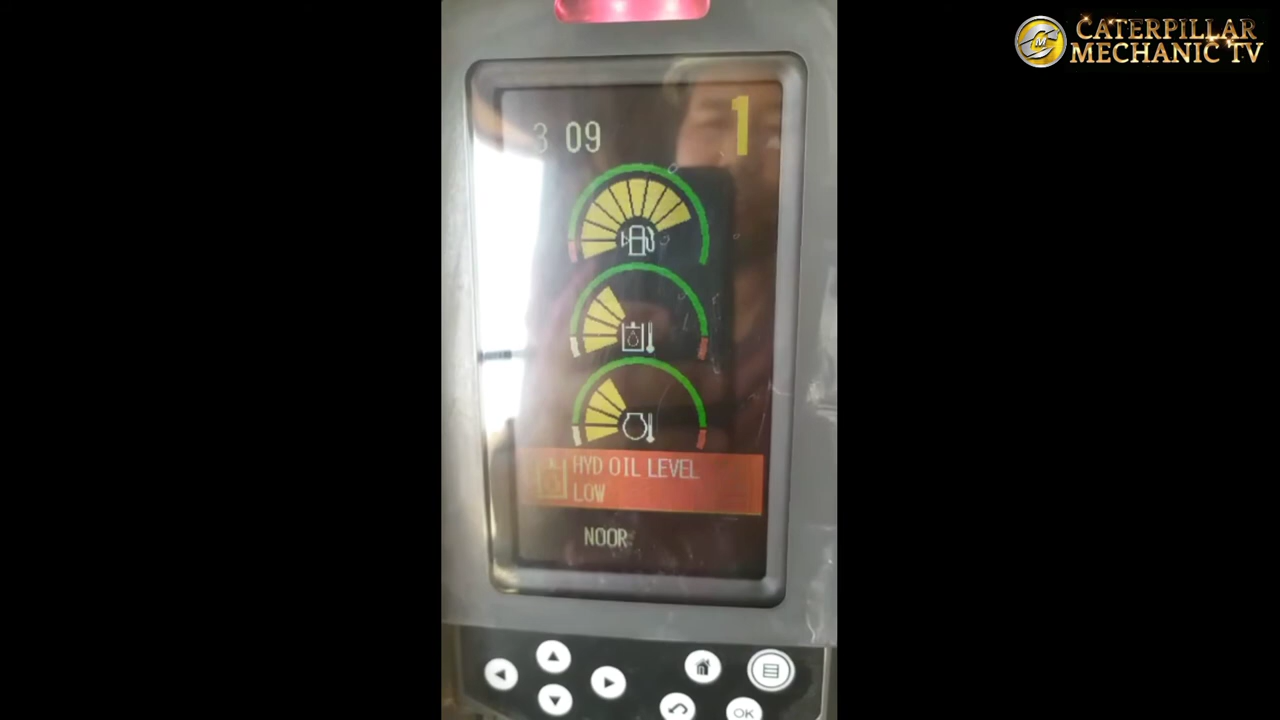 CATERPILLAR
MECHANIC TV
3 09
1
HYD OIL LEVEL
LOW
NOOR
OK